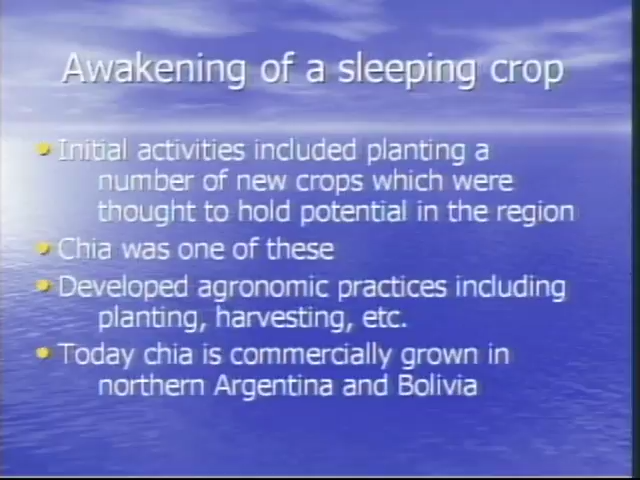 Awakening of a sleeping crop
Initial activities included planting a
number of new crops which were
thought to hold potential in the region
Chia was one of these
Developed agronomic practices including
planting, harvesting, etc.
Today chia is commercially grown in
northern Argentina and Bolivia